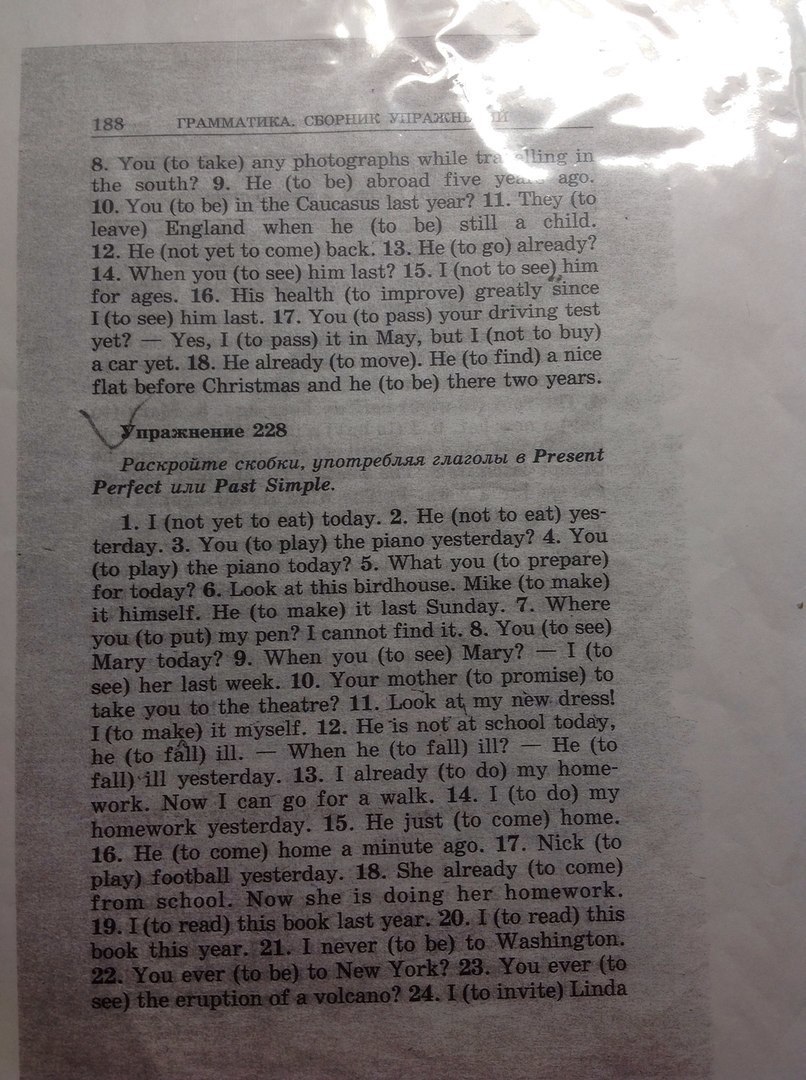 188 ГРАММАТИКА. СБОРНИК УПРАЖНЕНИЙ
8. You (to take) any photographs while travelling in
the south? 9. He (to be) abroad five years ago.
10. You (to be) in the Caucasus last year? 11. They (to
leave) England when he (to be) still a child.
12. He (not yet to come) back. 13. He (to go) already?
14. When you (to see) him last? 15. I (not to see) him
for ages. 16. His health (to improve) greatly since
I (to see) him last. 17. You (to pass) your driving test
yet? — Yes, I (to pass) it in May, but I (not to buy)
a car yet. 18. He already (to move). He (to find) a nice
flat before Christmas and he (to be) there two years.
Упражнение 228
Раскройте скобки, употребляя глаголы в Present
Perfect или Past Simple.
1. I (not yet to eat) today. 2. He (not to eat) yes-
terday. 3. You (to play) the piano yesterday? 4. You
(to play) the piano today? 5. What you (to prepare)
for today? 6. Look at this birdhouse. Mike (to make)
it himself. He (to make) it last Sunday. 7. Where
you (to put) my pen? I cannot find it. 8. You (to see)
Mary today? 9. When you (to see) Mary? — I (to
see) her last week. 10. Your mother (to promise) to
take you to the theatre? 11. Look at my new dress!
I (to make) it myself. 12. He is not at school today,
he (to fall) ill. — When he (to fall) ill? — He (to
fall) ill yesterday. 13. I already (to do) my home-
work. Now I can go for a walk. 14. I (to do) my
homework yesterday. 15. He just (to come) home.
16. He (to come) home a minute ago. 17. Nick (to
play) football yesterday. 18. She already (to come)
from school. Now she is doing her homework.
19. I (to read) this book last year. 20. I (to read) this
book this year. 21. I never (to be) to Washington.
22. You ever (to be) to New York? 23. You ever (to
see) the eruption of a volcano? 24. I (to invite) Linda